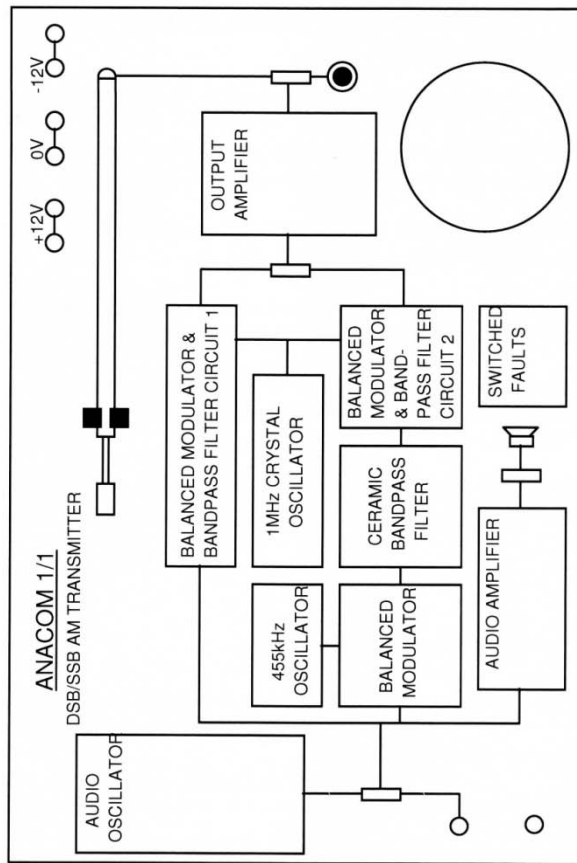 ANACOM 1/1
DSB/SSB AM TRANSMITTER
+12V
0V
-12V
AUDIO
OSCILLATOR
BALANCED MODULATOR &
BANDPASS FILTER CIRCUIT 1
OUTPUT
AMPLIFIER
455kHz
OSCILLATOR
1MHz CRYSTAL
OSCILLATOR
BALANCED
MODULATOR
CERAMIC
BANDPASS
FILTER
BALANCED
MODULATOR
& BAND-
PASS FILTER
CIRCUIT 2
AUDIO AMPLIFIER
SWITCHED
FAULTS